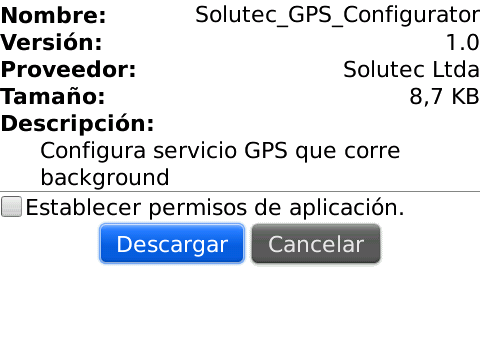 Nombre: Solutec_GPS_Configurator
Versión: 1.0
Proveedor: Solutec Ltda
Tamaño: 8,7 KB
Descripción:
Configura servicio GPS que corre
background
Establecer permisos de aplicación.
Descargar Cancelar